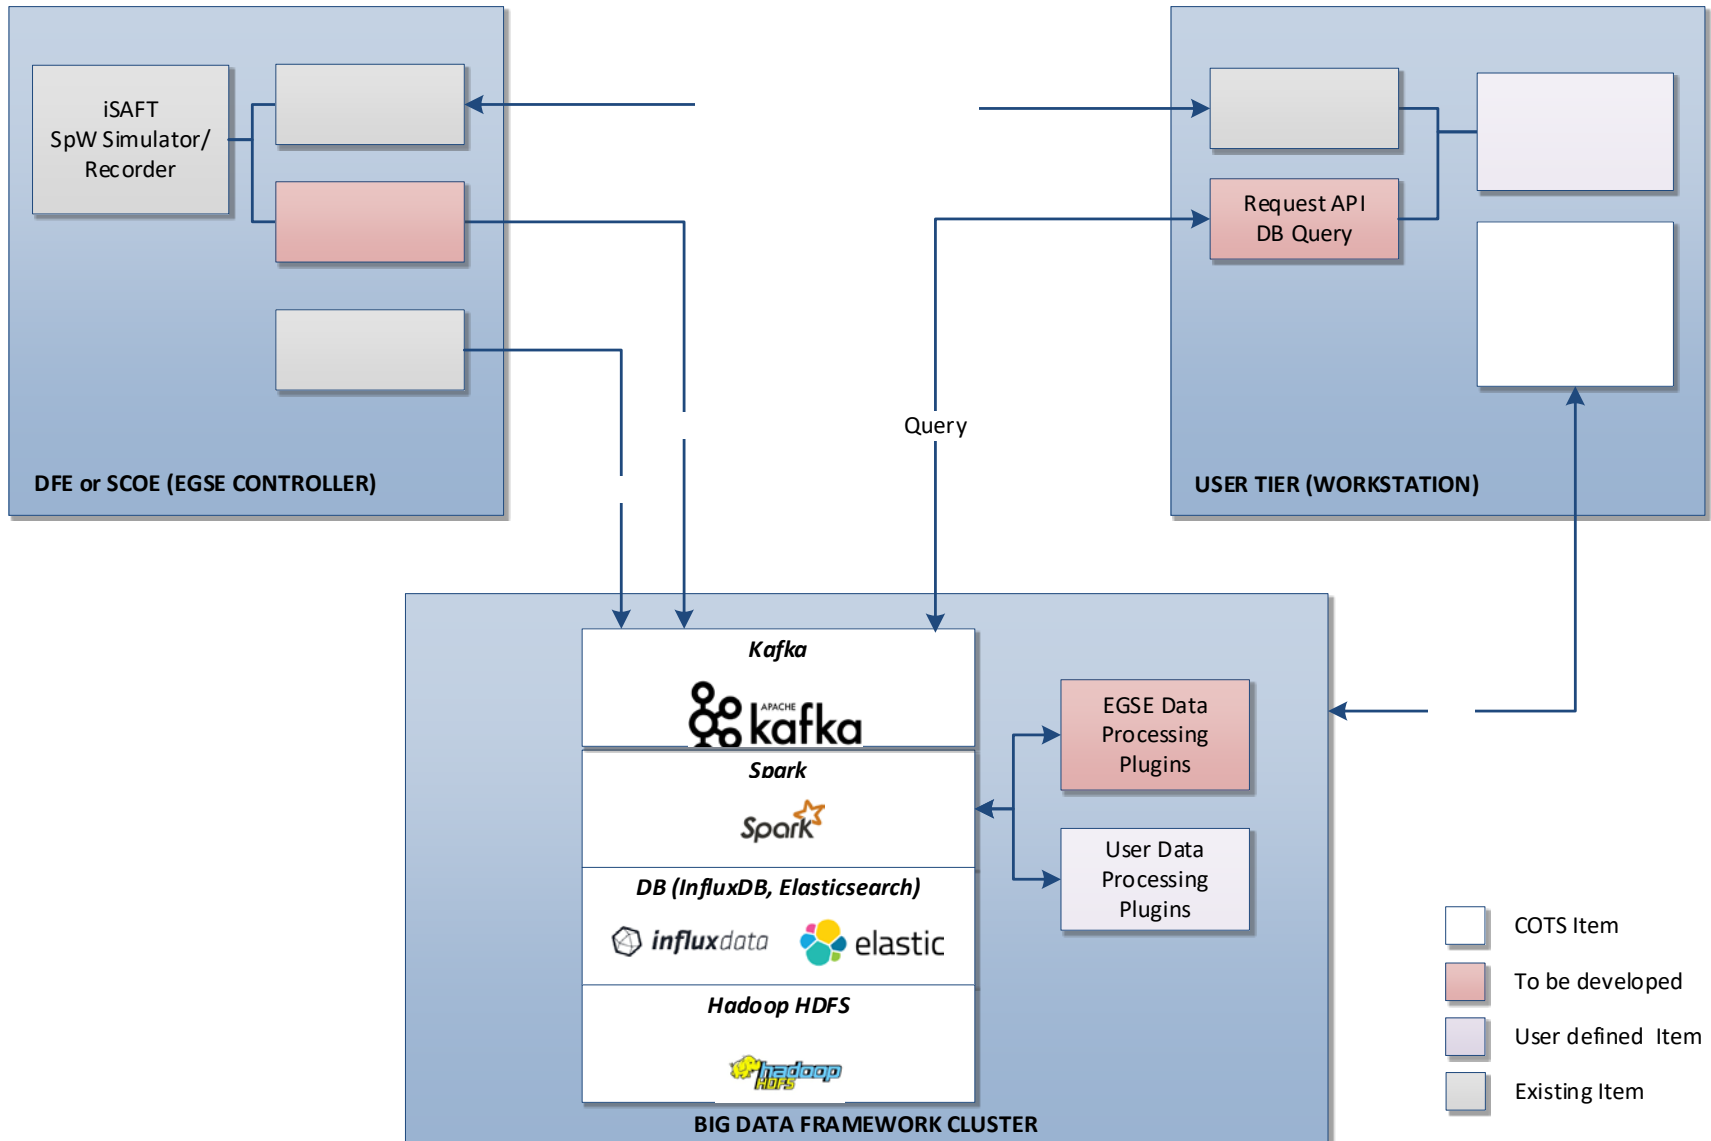 iSAFT
SpW Simulator/
Recorder
DFE or SCOE (EGSE CONTROLLER)
Request API
DB Query
USER TIER (WORKSTATION)
Query
Kafka
APACHE
kafka
Spark
Spark
DB (InfluxDB, Elasticsearch)
influxdata
elastic
Hadoop HDFS
hadoop
HDFS
EGSE Data
Processing
Plugins
User Data
Processing
Plugins
BIG DATA FRAMEWORK CLUSTER
COTS Item
To be developed
User defined Item
Existing Item